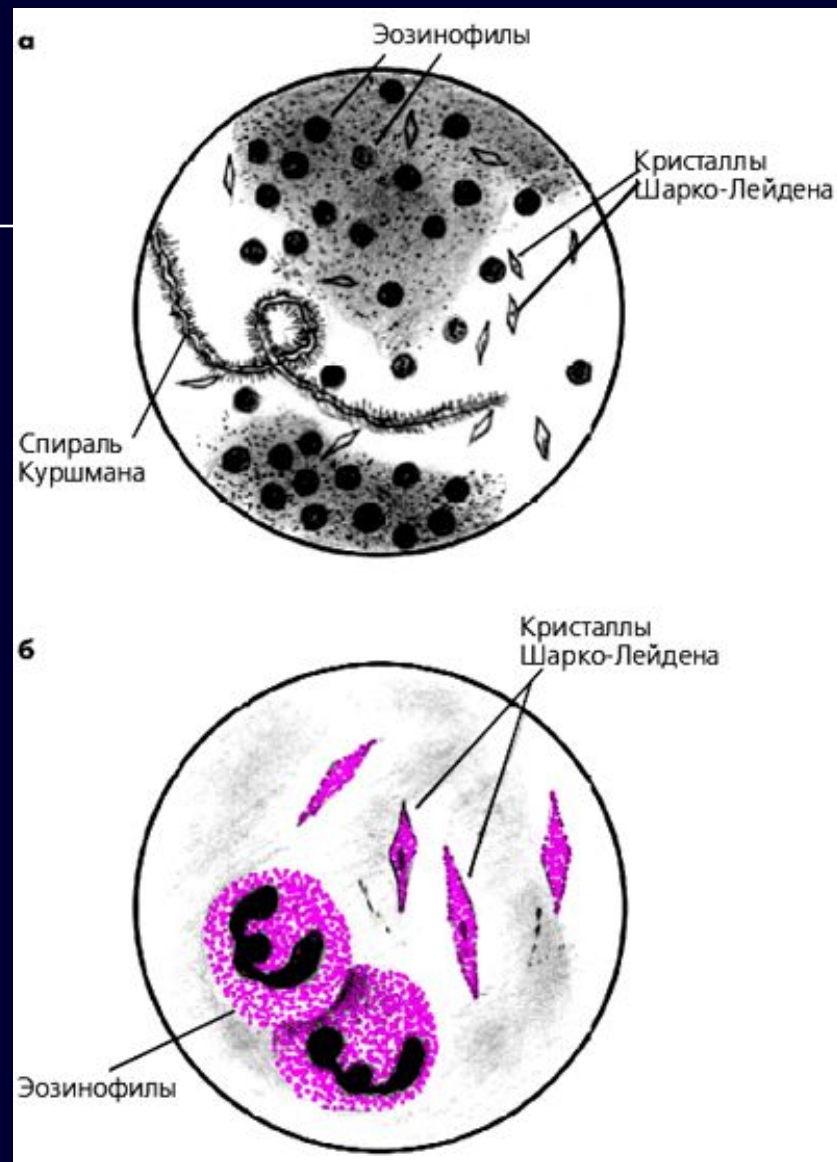 а
Эозинофилы
Кристаллы
Шарко-Лейдена
Спираль
Куршмана
б
Кристаллы
Шарко-Лейдена
Эозинофилы